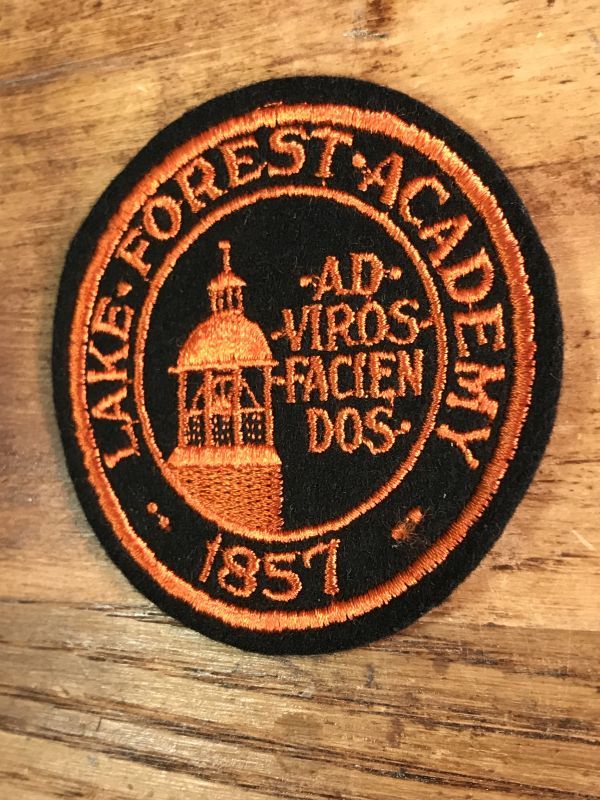 LAKE·FOREST·ACADEMY
·AD·
·VIROS·
·FACIEN
DOS·
1857